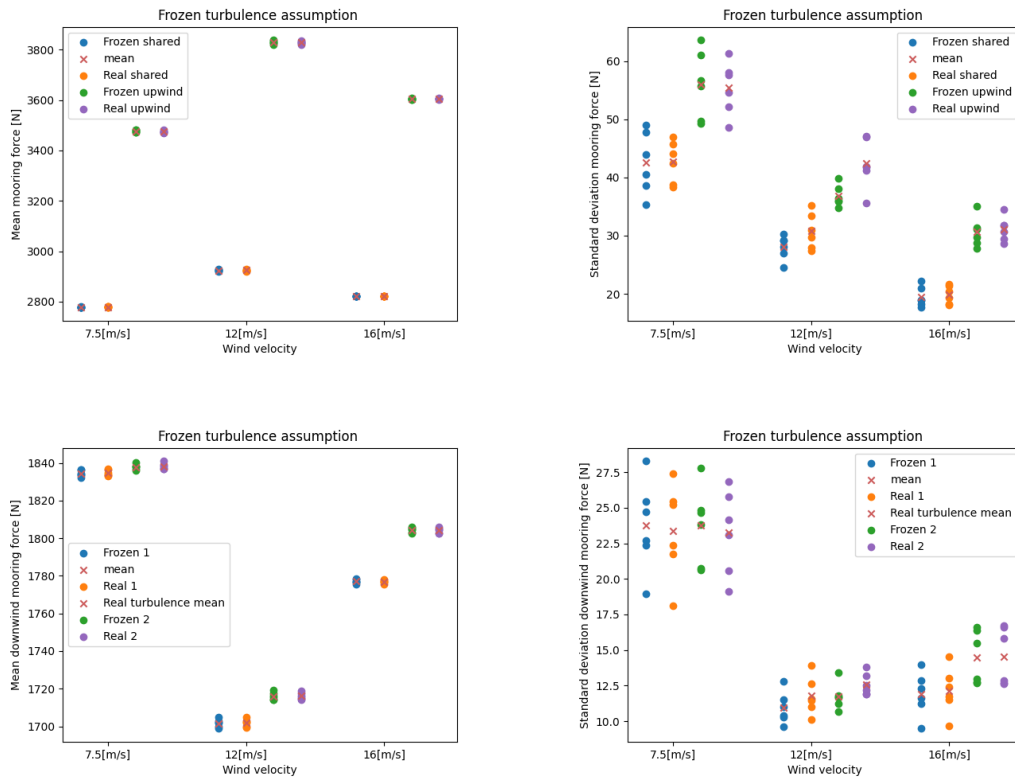 Frozen turbulence assumption
Mean mooring force [N]
3800
3600
3400
3200
3000
2800
Frozen shared
mean
Real shared
Frozen upwind
Real upwind
7.5[m/s]
12[m/s]
16[m/s]
Wind velocity
Frozen turbulence assumption
Standard deviation mooring force [N]
60
50
40
30
20
Frozen shared
mean
Real shared
Frozen upwind
Real upwind
7.5[m/s]
12[m/s]
16[m/s]
Wind velocity
Frozen turbulence assumption
Mean downwind mooring force [N]
1840
1820
1800
1780
1760
1740
1720
1700
Frozen 1
mean
Real 1
Real turbulence mean
Frozen 2
Real 2
7.5[m/s]
12[m/s]
16[m/s]
Wind velocity
Frozen turbulence assumption
Standard deviation downwind mooring force [N]
27.5
25.0
22.5
20.0
17.5
15.0
12.5
10.0
Frozen 1
mean
Real 1
Real turbulence mean
Frozen 2
Real 2
7.5[m/s]
12[m/s]
16[m/s]
Wind velocity